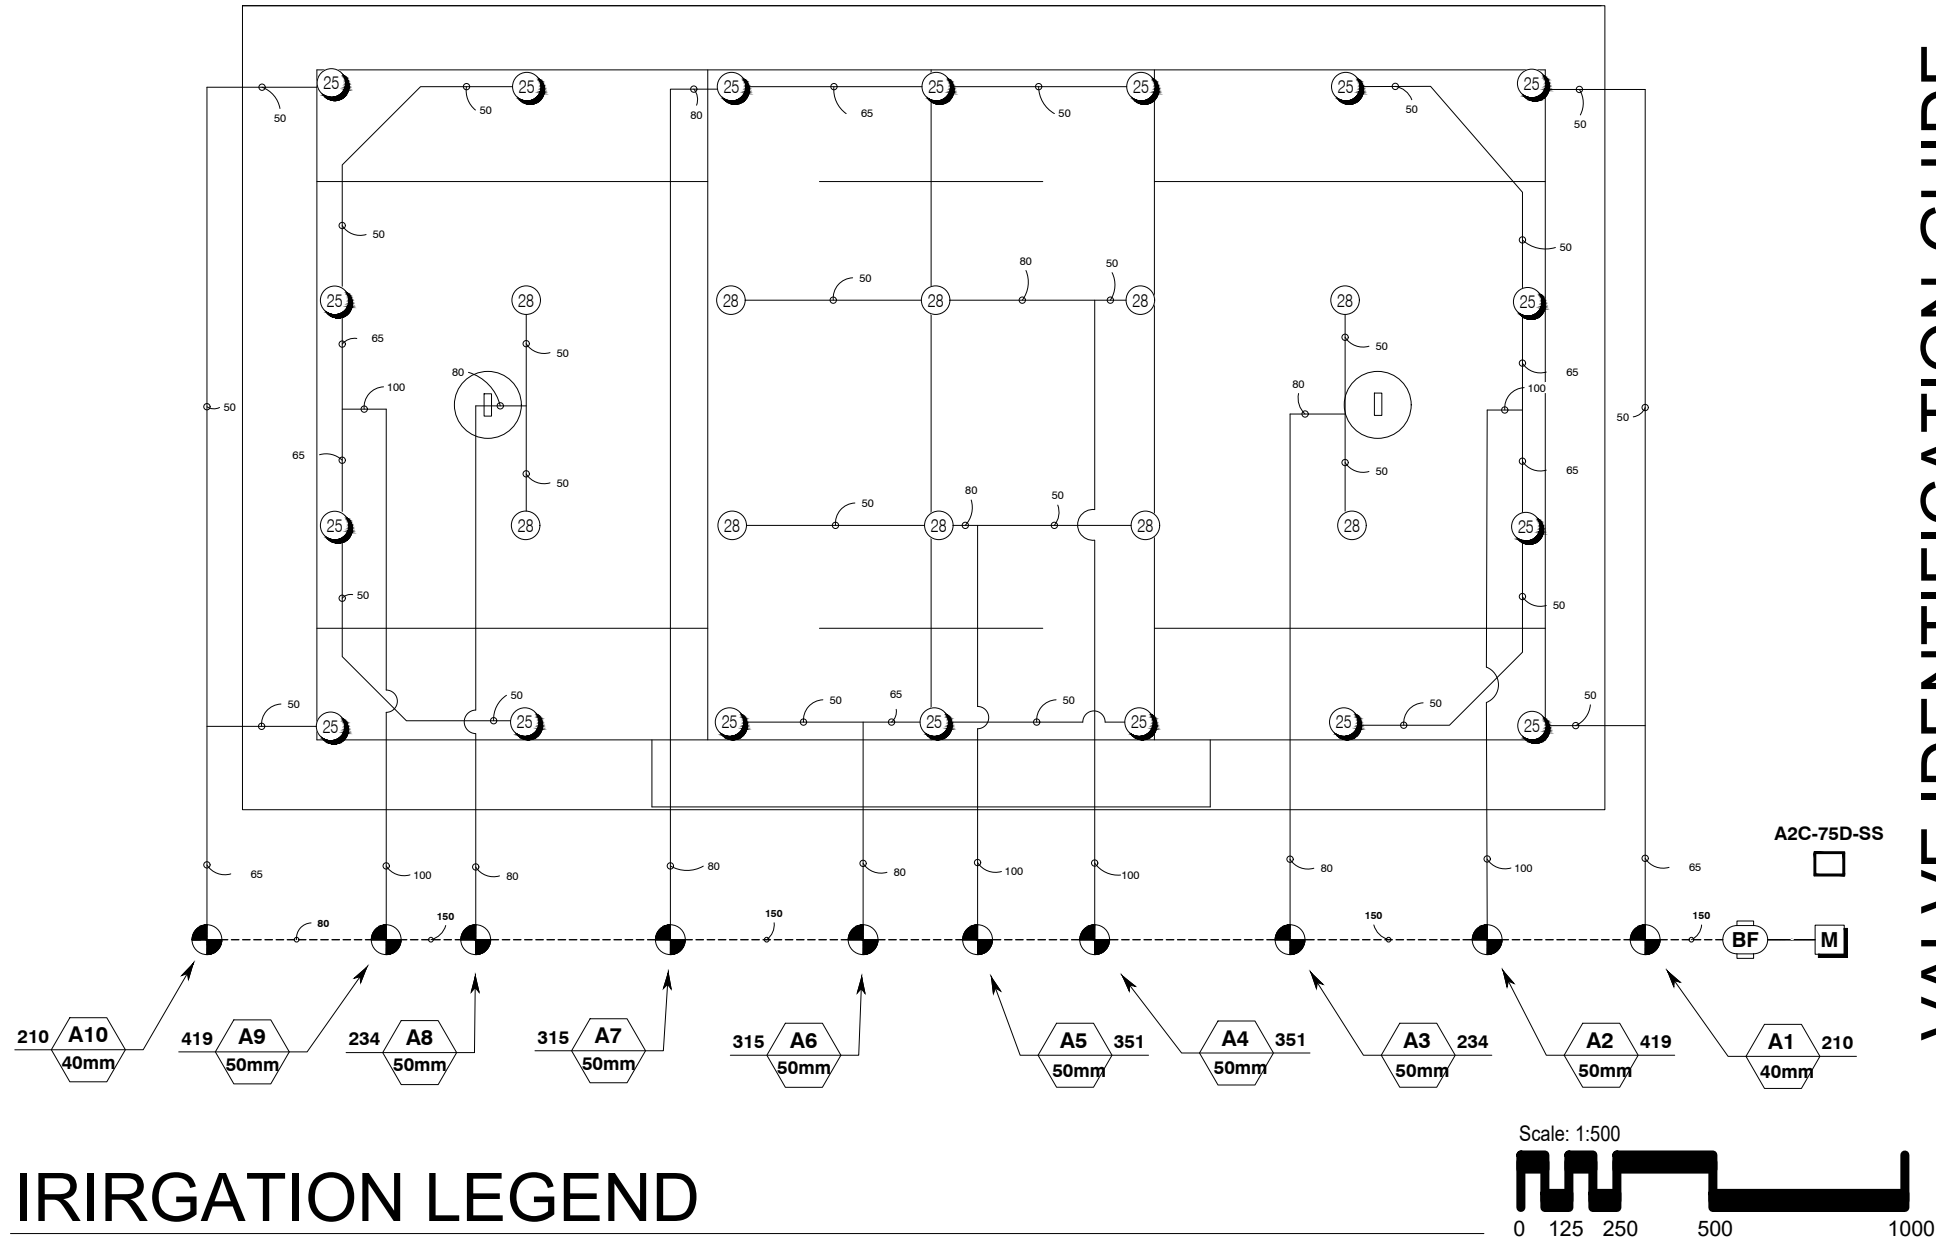 25 25 25 25 25 25 25
50 50 80 65 50 50 50
50 50
25 28 28 28 28 28 25
50 80 50
65 50 50 65
80 100 80 100
50 50
65 50 50 65
50 80 50
25 28 28 28 28 28 25
50 50
50 50 50 65 50 50 50
25 25 25 25 25 25 25
65 100 80 80 80 100 100 80 100 65
A2C-75D-SS
80 150 150 150 150
BF M
210 A10 40mm
419 A9 50mm
234 A8 50mm
315 A7 50mm
315 A6 50mm
A5 351 50mm
A4 351 50mm
A3 234 50mm
A2 419 50mm
A1 210 40mm
IRIRGATION LEGEND
Scale: 1:500
0 125 250 500 1000